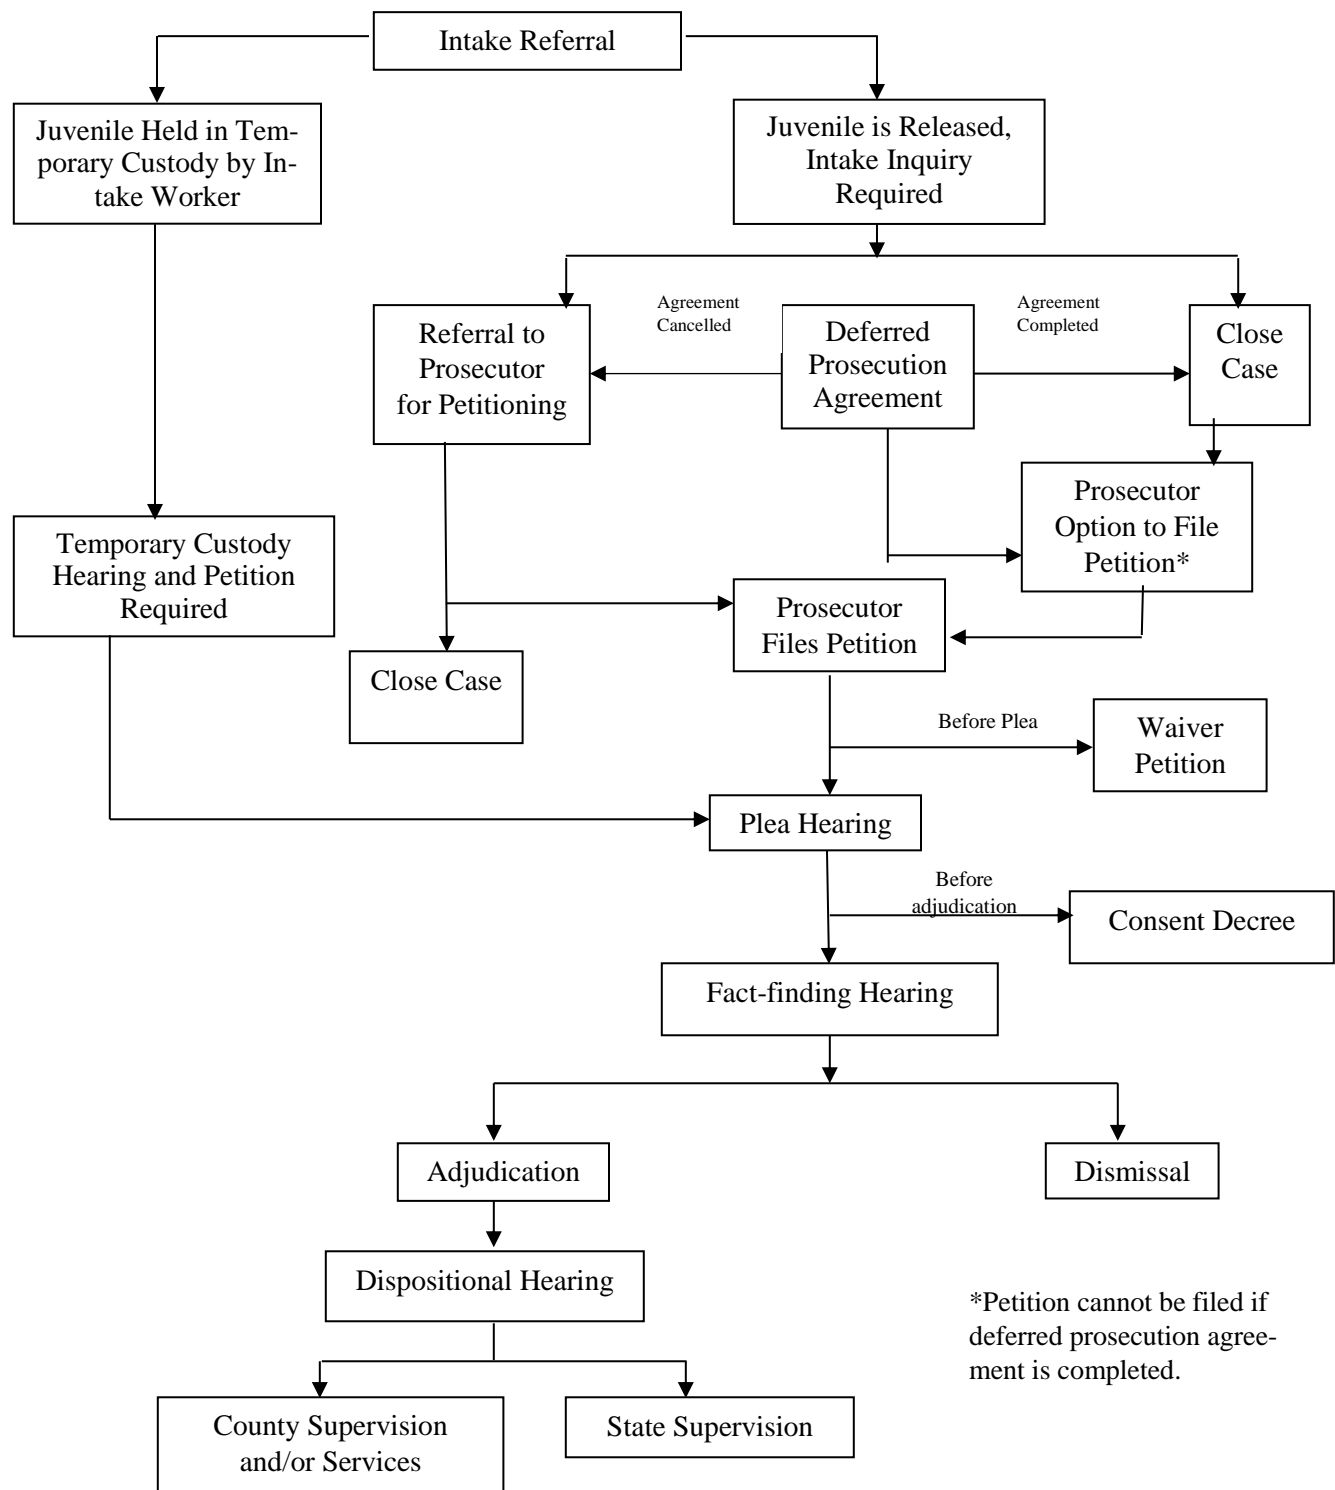 Intake Referral
Juvenile Held in Tem-
porary Custody by In-
take Worker
Juvenile is Released,
Intake Inquiry
Required
Agreement
Cancelled
Agreement
Completed
Referral to
Prosecutor
for Petitioning
Deferred
Prosecution
Agreement
Close
Case
Prosecutor
Option to File
Petition*
Temporary Custody
Hearing and Petition
Required
Prosecutor
Files Petition
Close Case
Before Plea
Waiver
Petition
Plea Hearing
Before
adjudication
Consent Decree
Fact-finding Hearing
Adjudication
Dismissal
Dispositional Hearing
*Petition cannot be filed if
deferred prosecution agree-
ment is completed.
County Supervision
and/or Services
State Supervision